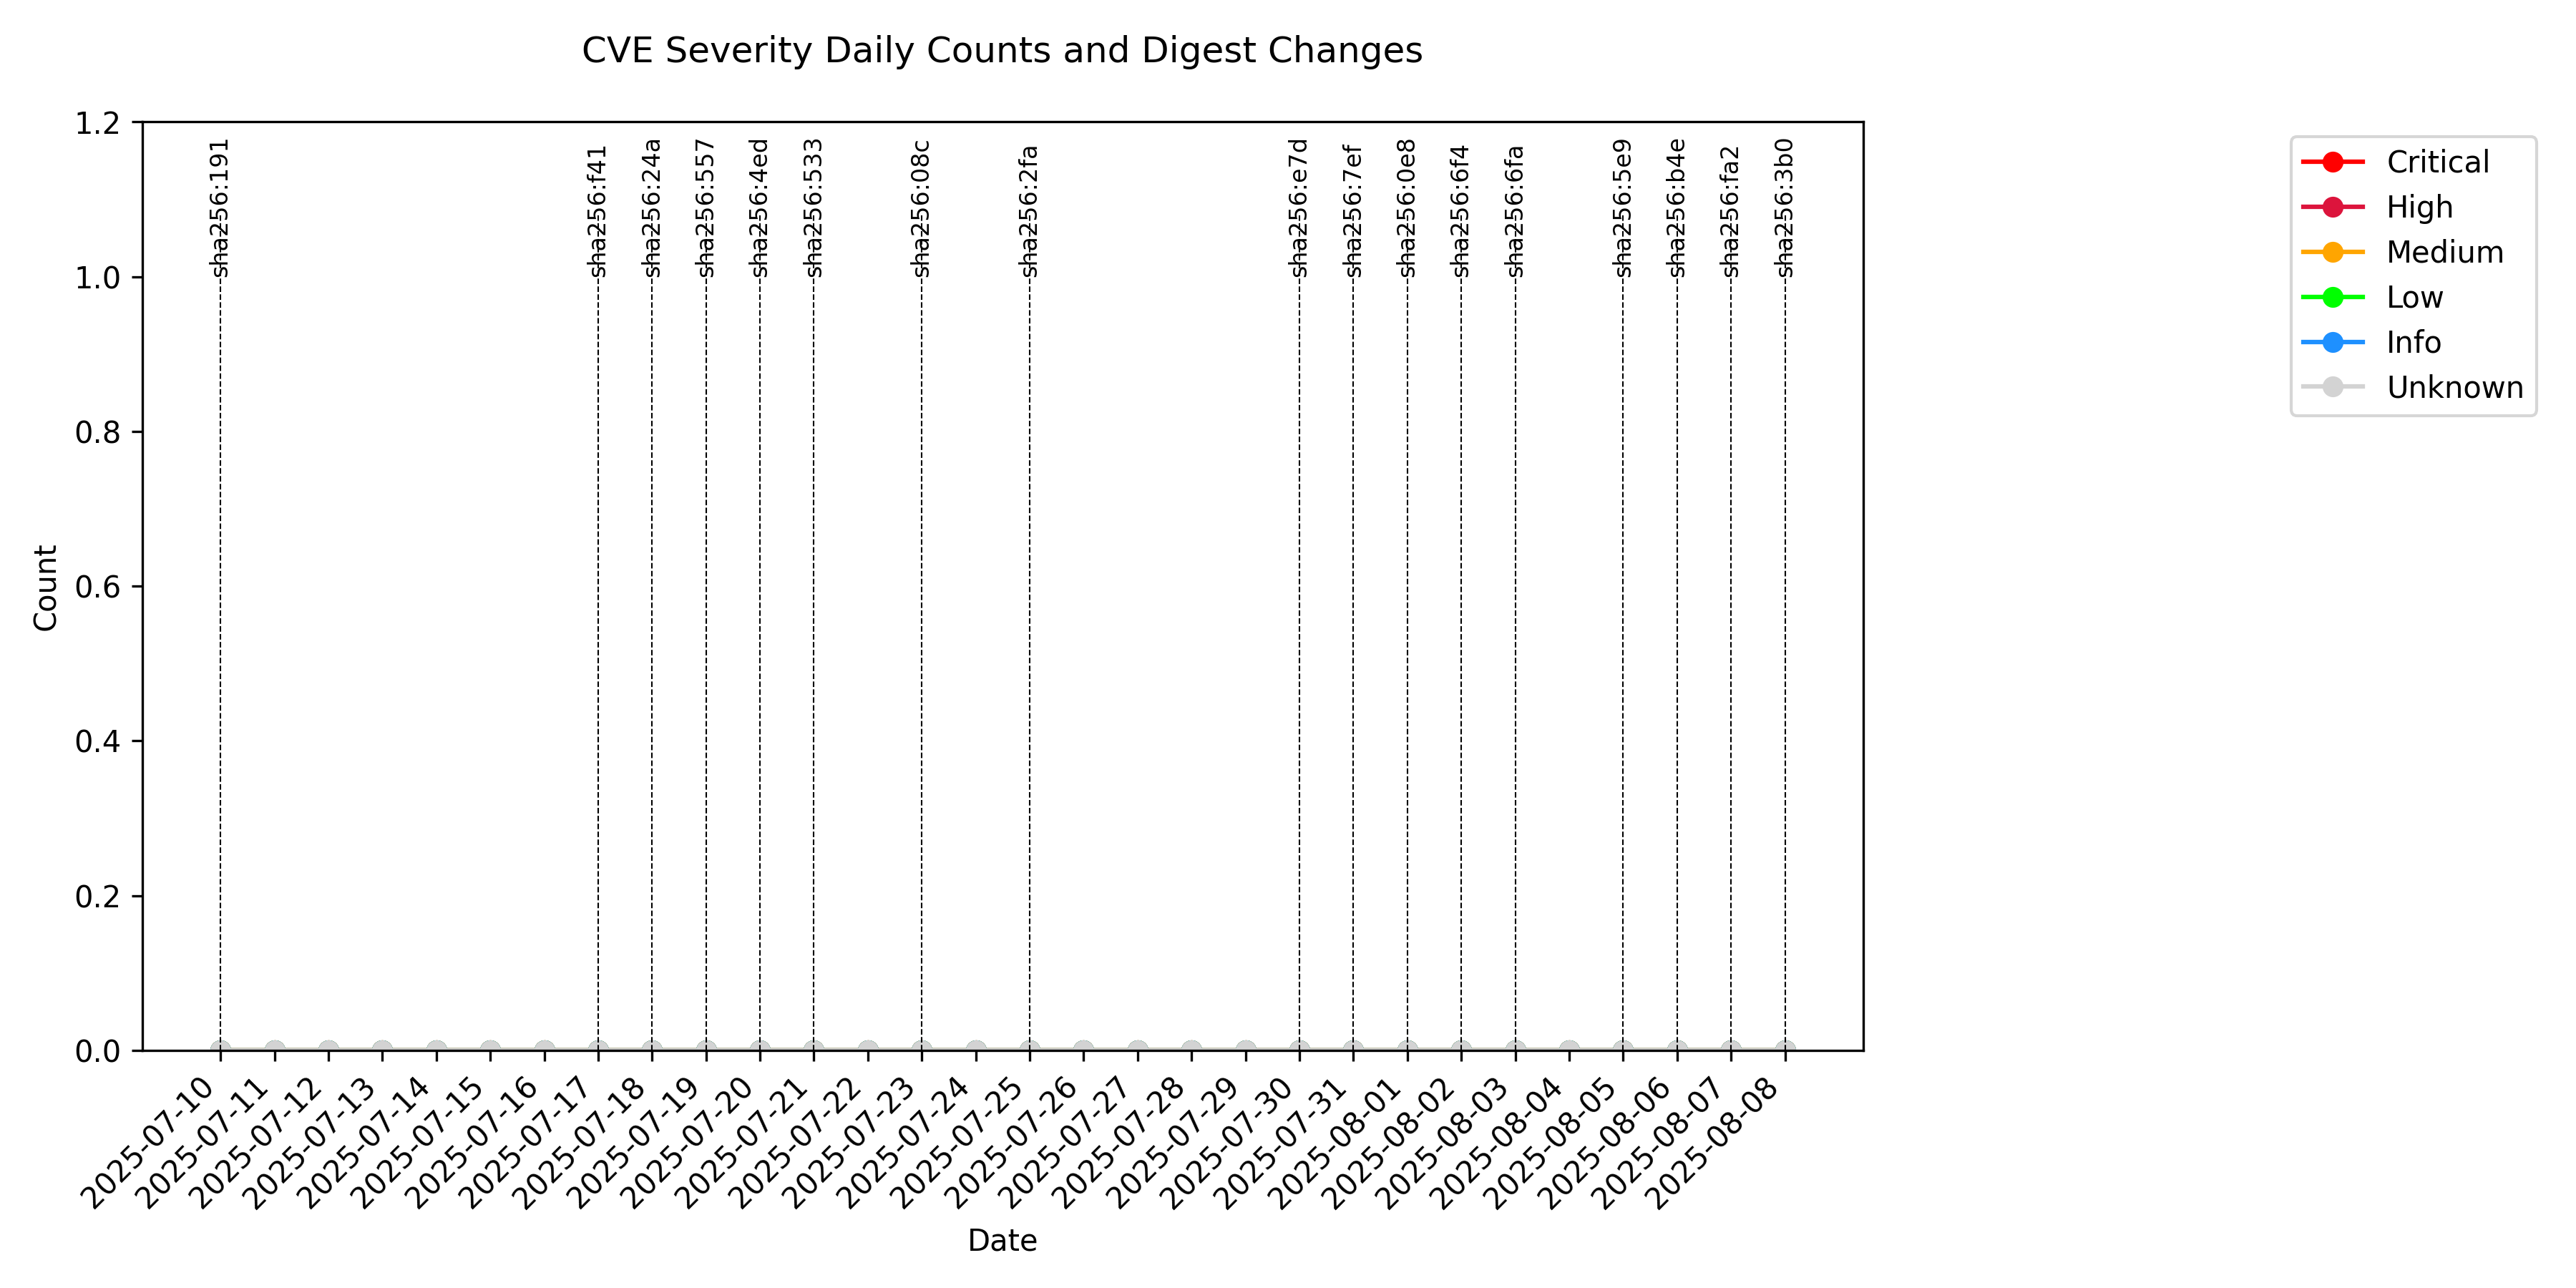 CVE Severity Daily Counts and Digest Changes
1.2
1.0
0.8
0.6
0.4
0.2
0.0
Count
sha256:191
sha256:f41
sha256:24a
sha256:557
sha256:4ed
sha256:533
sha256:08c
sha256:2fa
sha256:e7d
sha256:7ef
sha256:0e8
sha256:6f4
sha256:6fa
sha256:5e9
sha256:b4e
sha256:fa2
sha256:3b0
Critical
High
Medium
Low
Info
Unknown
2025-07-10
2025-07-11
2025-07-12
2025-07-13
2025-07-14
2025-07-15
2025-07-16
2025-07-17
2025-07-18
2025-07-19
2025-07-20
2025-07-21
2025-07-22
2025-07-23
2025-07-24
2025-07-25
2025-07-26
2025-07-27
2025-07-28
2025-07-29
2025-07-30
2025-07-31
2025-08-01
2025-08-02
2025-08-03
2025-08-04
2025-08-05
2025-08-06
2025-08-07
2025-08-08
Date